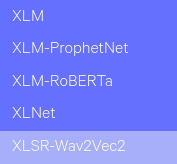 XLM
XLM-ProphetNet
XLM-RoBERTa
XLNet
XLSR-Wav2Vec2